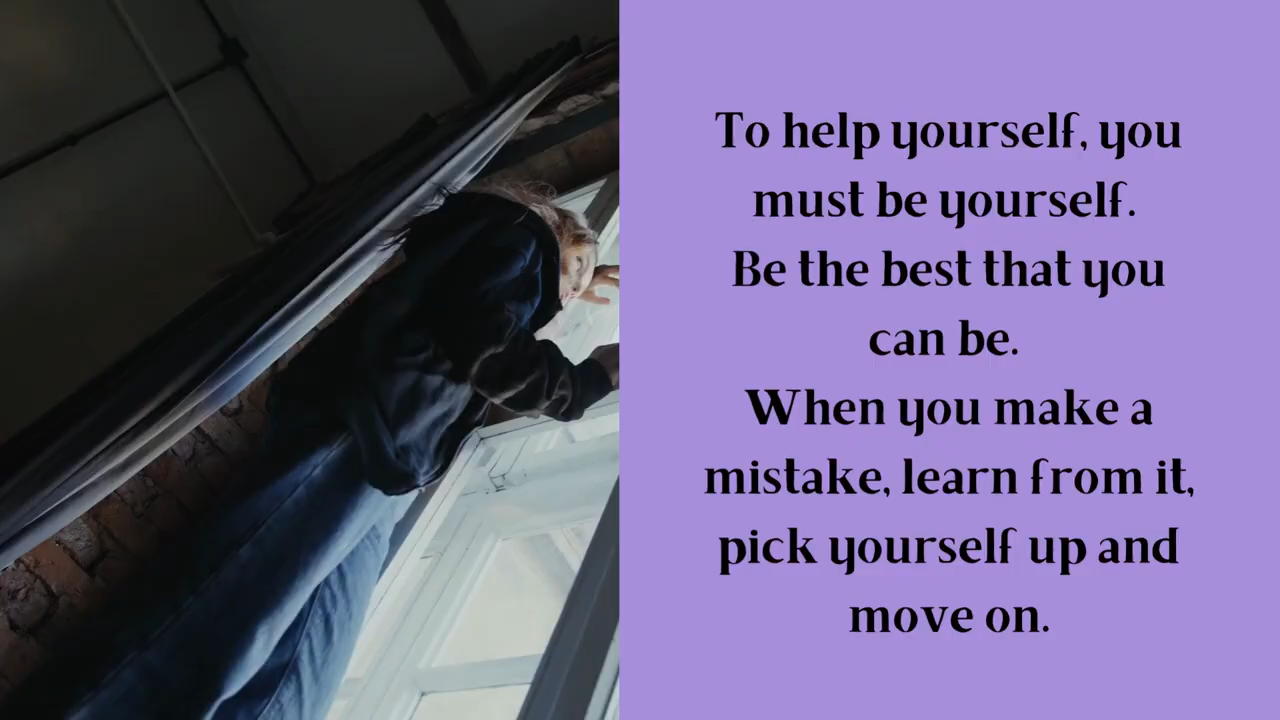 To help yourself, you
must be yourself.
Be the best that you
can be.
When you make a
mistake, learn from it,
pick yourself up and
move on.